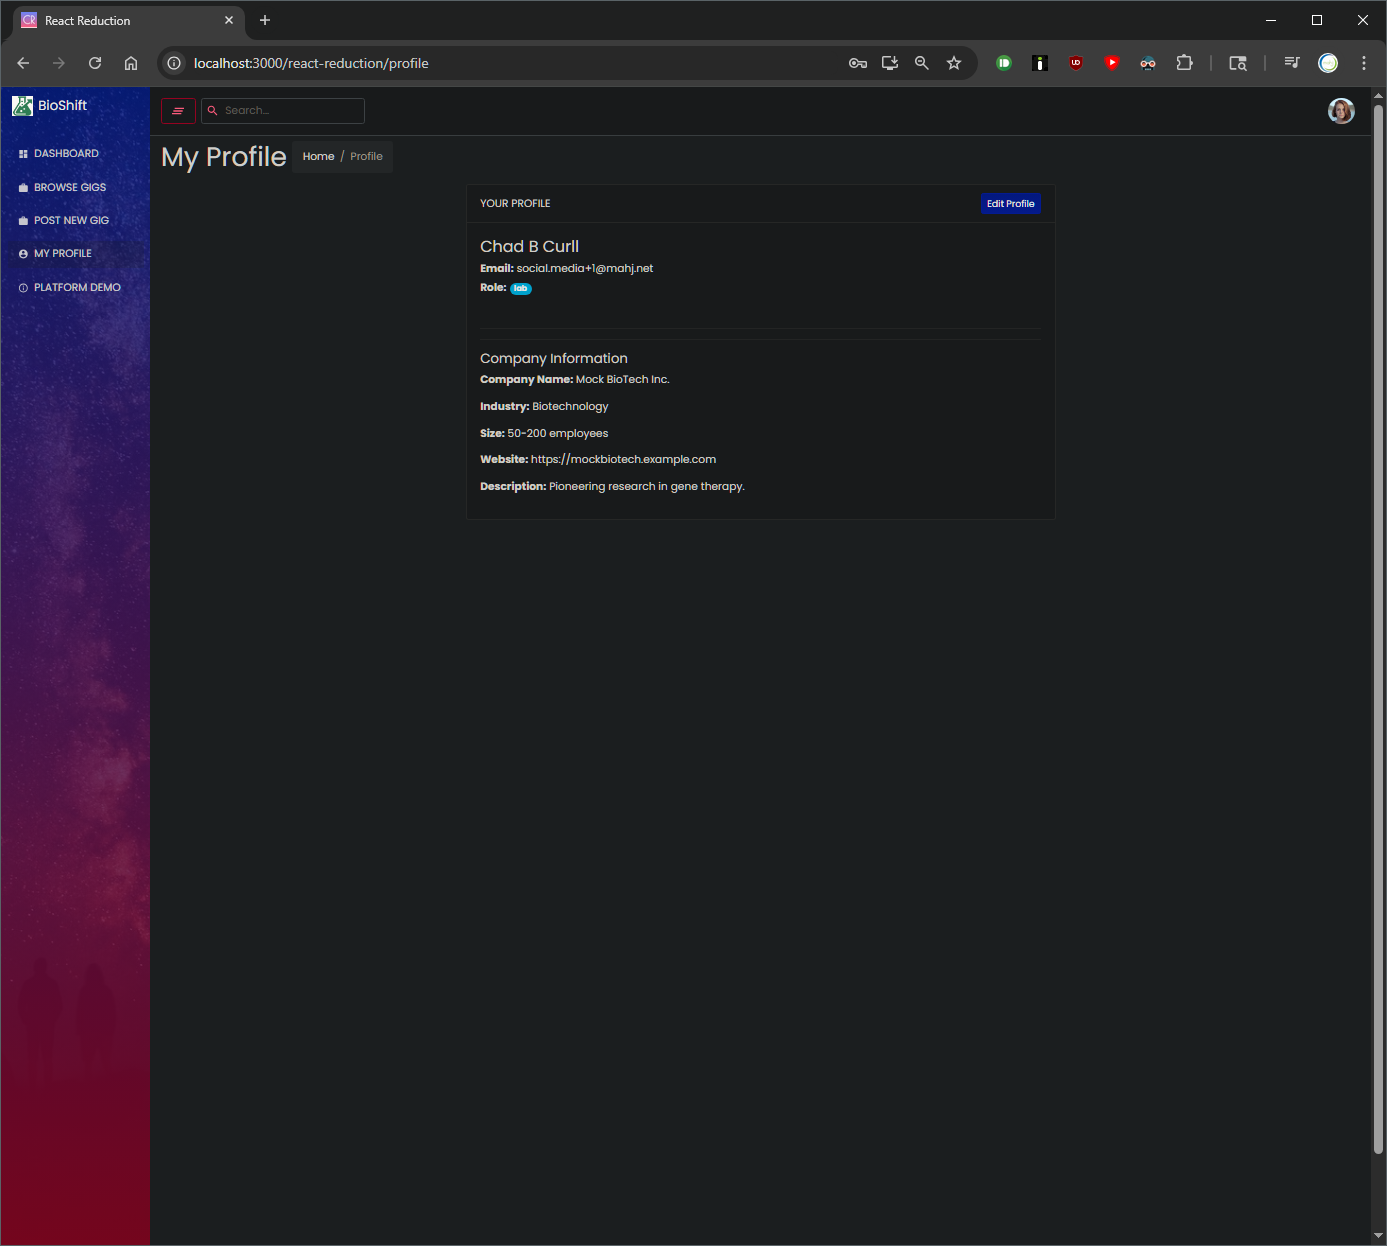 React Reduction
localhost:3000/react-reduction/profile
BioShift
Search...
DASHBOARD
BROWSE GIGS
POST NEW GIG
MY PROFILE
PLATFORM DEMO
My Profile
Home / Profile
YOUR PROFILE
Edit Profile
Chad B Curll
Email: social.media+1@mahj.net
Role: lab
Company Information
Company Name: Mock BioTech Inc.
Industry: Biotechnology
Size: 50-200 employees
Website: https://mockbiotech.example.com
Description: Pioneering research in gene therapy.